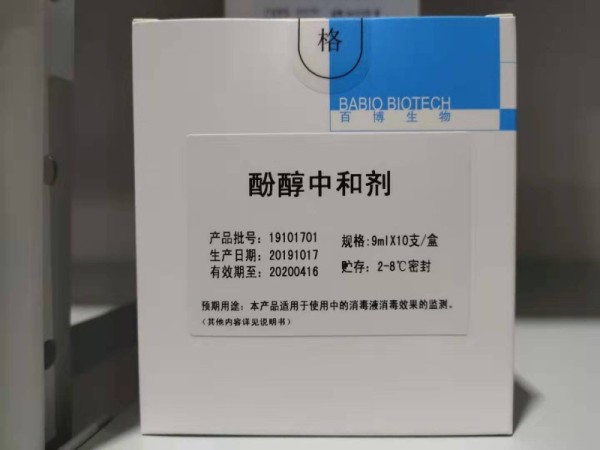 格
BABIO BIOTECH
百博生物
酚醇中和剂
产品批号：19101701 规格：9mlX10支/盒
生产日期：20191017
有效期至：20200416 贮存：2-8℃密封
预期用途：本产品适用于使用中的消毒液消毒效果的监测。
（其他内容详见说明书）